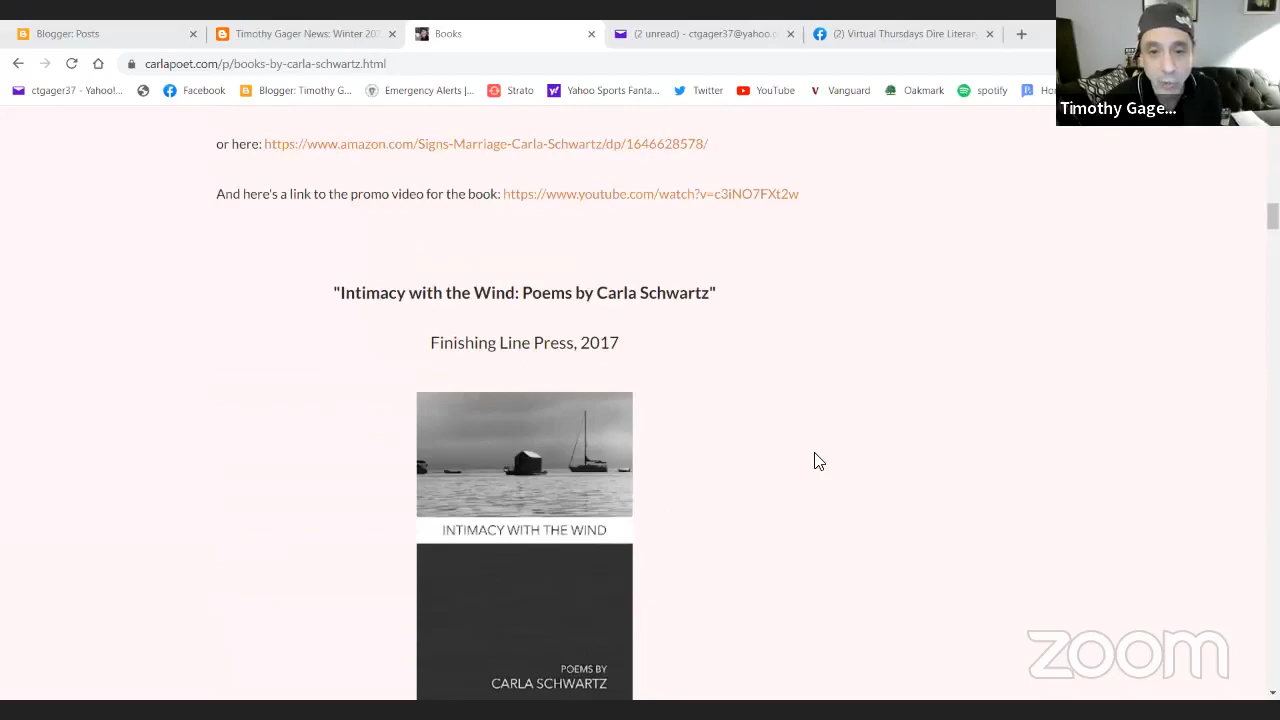 Blogger: Posts
Timothy Gager News: Winter 202
Books
(2 unread) - ctgager37@yahoo.c
(2) Virtual Thursdays Dire Literar
carlapoet.com/p/books-by-carla-schwartz.html
ctgager37 - Yahoo!...
Facebook
Blogger: Timothy G...
Emergency Alerts |...
Strato
Yahoo Sports Fanta...
Twitter
YouTube
Vanguard
Oakmark
spotify
Timothy Gage...
or here: https://www.amazon.com/Signs-Marriage-Carla-Schwartz/dp/1646628578/
And here's a link to the promo video for the book: https://www.youtube.com/watch?v=c3iNO7FXt2w
"Intimacy with the Wind: Poems by Carla Schwartz"
Finishing Line Press, 2017
INTIMACY WITH THE WIND
POEMS BY
CARLA SCHWARTZ
zoom